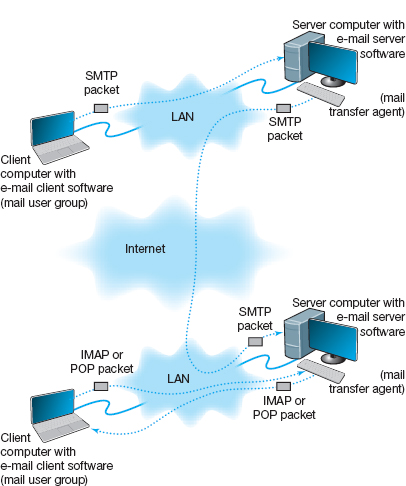 Server computer with
e-mail server
software
SMTP
packet
LAN
SMTP
packet
(mail
transfer agent)
Client
computer with
e-mail client software
(mail user group)
Internet
Server computer with
e-mail server
software
SMTP
packet
IMAP or
POP packet
LAN
IMAP or
POP packet
(mail
transfer agent)
Client
computer with
e-mail client software
(mail user group)